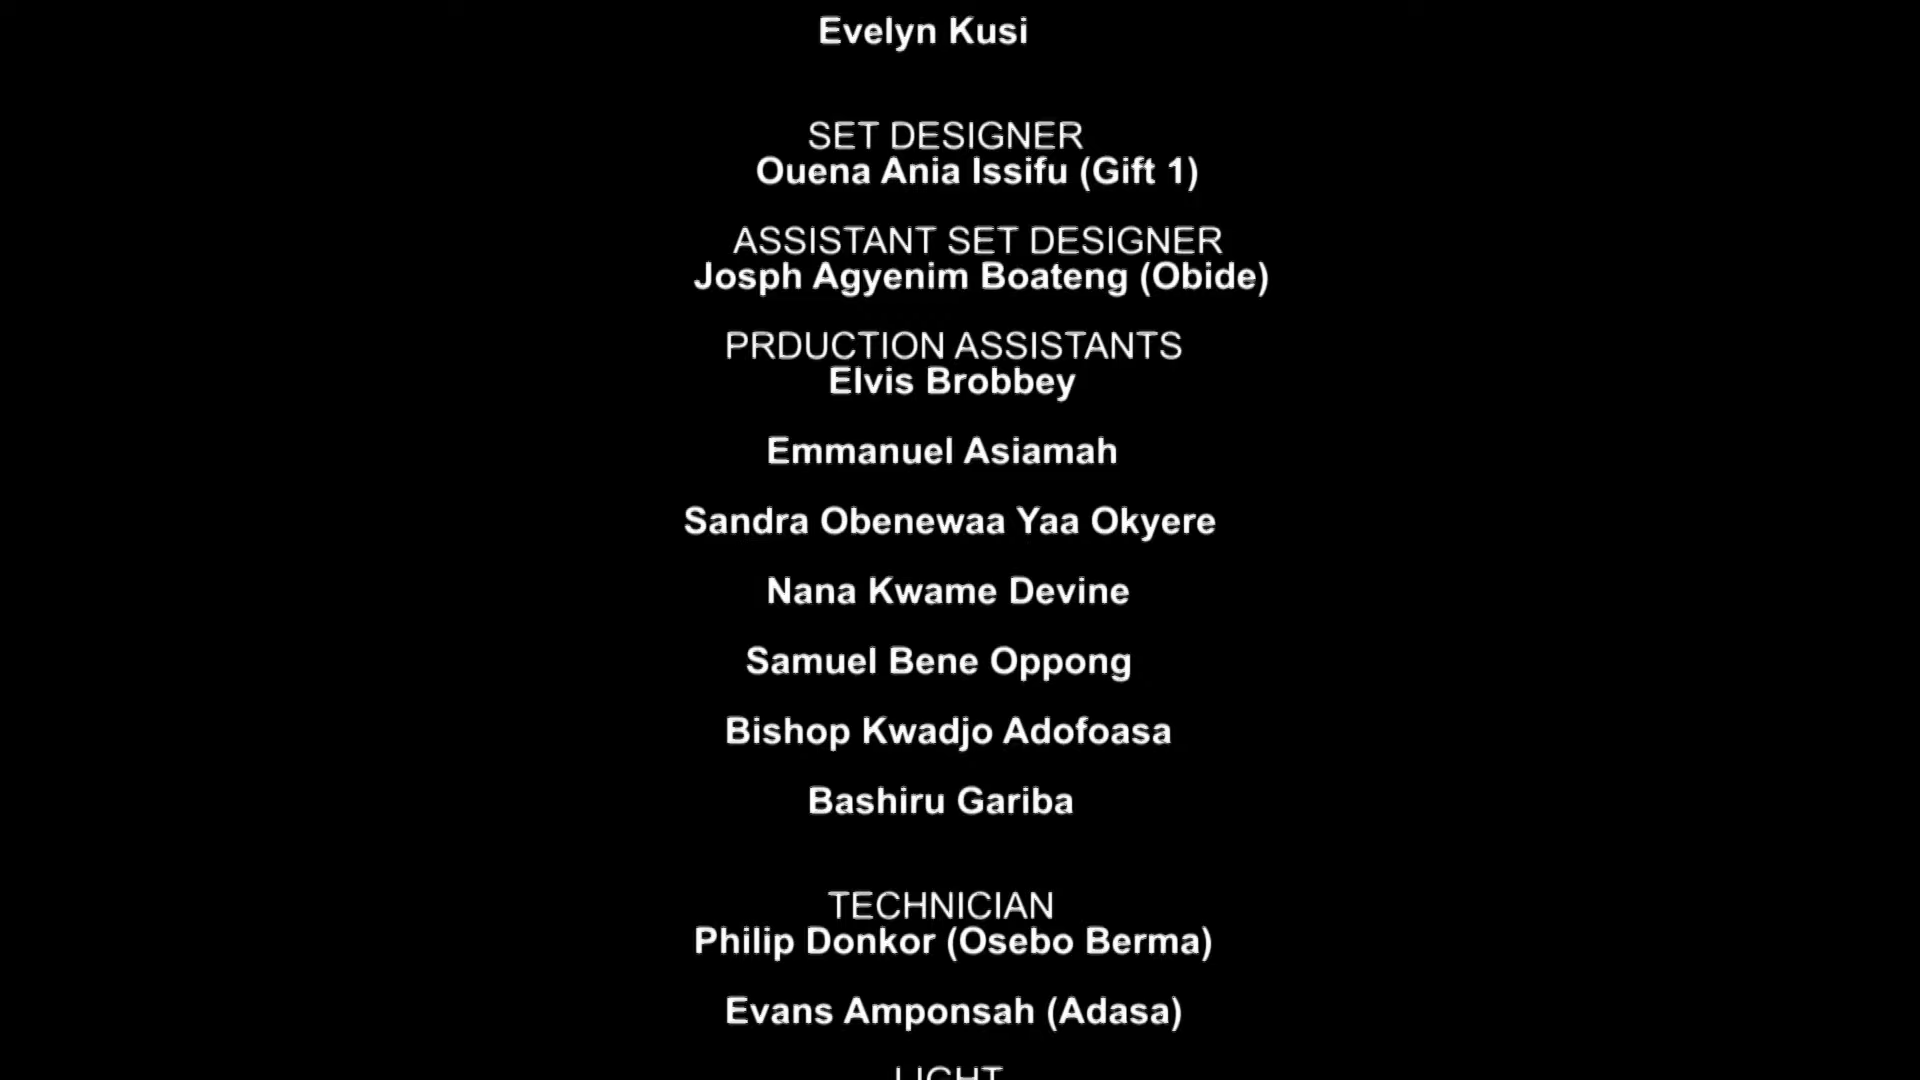 Evelyn Kusi
SET DESIGNER
Ouena Ania Issifu (Gift 1)
ASSISTANT SET DESIGNER
Josph Agyenim Boateng (Obide)
PRDUCTION ASSISTANTS
Elvis Brobbey
Emmanuel Asiamah
Sandra Obenewaa Yaa Okyere
Nana Kwame Devine
Samuel Bene Oppong
Bishop Kwadjo Adofoasa
Bashiru Gariba
TECHNICIAN
Philip Donkor (Osebo Berma)
Evans Amponsah (Adasa)
LIGHT